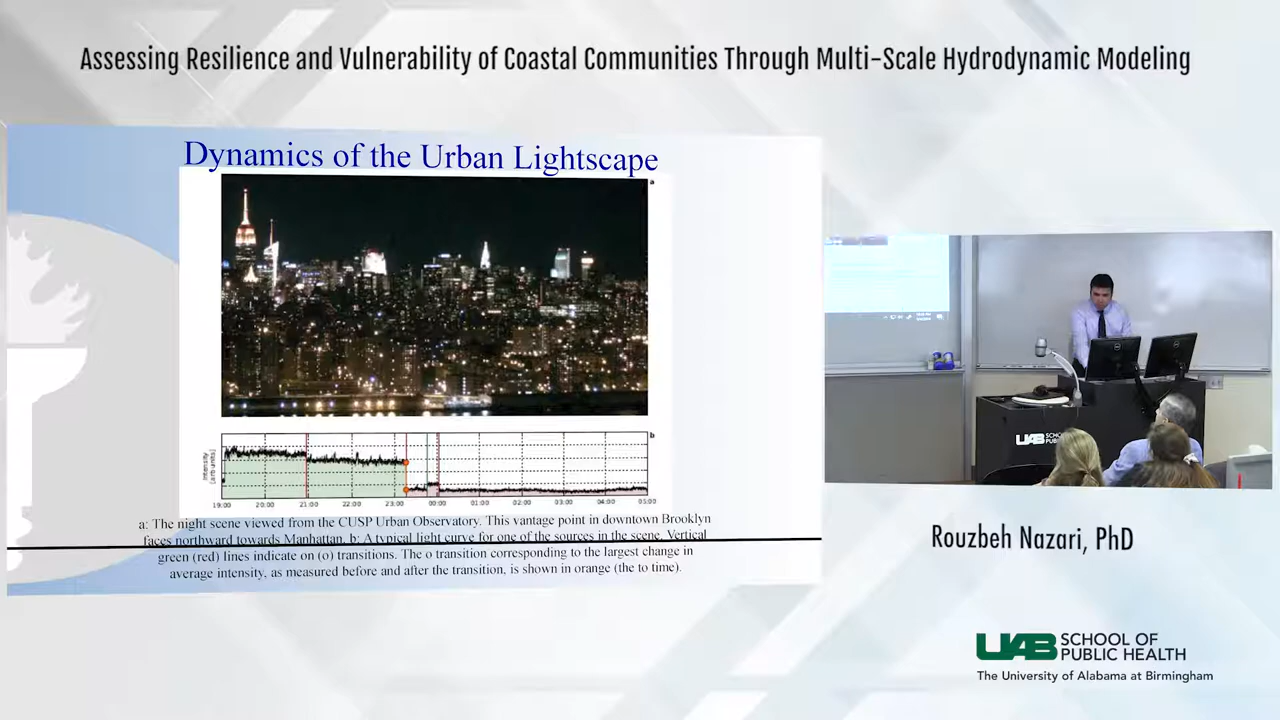 Assessing Resilience and Vulnerability of Coastal Communities Through Multi-Scale Hydrodynamic Modeling
Dynamics of the Urban Lightscape
a
b
Intensity
[arb units]
19:00 20:00 21:00 22:00 23:00 00:00 01:00 02:00 03:00 04:00 05:00
a: The night scene viewed from the CUSP Urban Observatory. This vantage point in downtown Brooklyn
faces northward towards Manhattan. b: A typical light curve for one of the sources in the scene. Vertical
green (red) lines indicate on (o) transitions. The o transition corresponding to the largest change in
average intensity, as measured before and after the transition, is shown in orange (the to time).
UAB SCHOOL
Rouzbeh Nazari, PhD
UAB SCHOOL OF
PUBLIC HEALTH
The University of Alabama at Birmingham